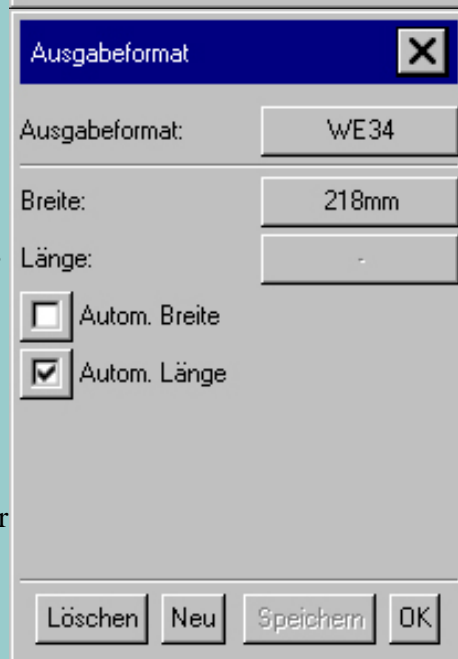 Ausgabeformat
Ausgabeformat: WE34
Breite: 218mm
Länge: -
Autom. Breite
Autom. Länge
r
Löschen Neu Speichern OK